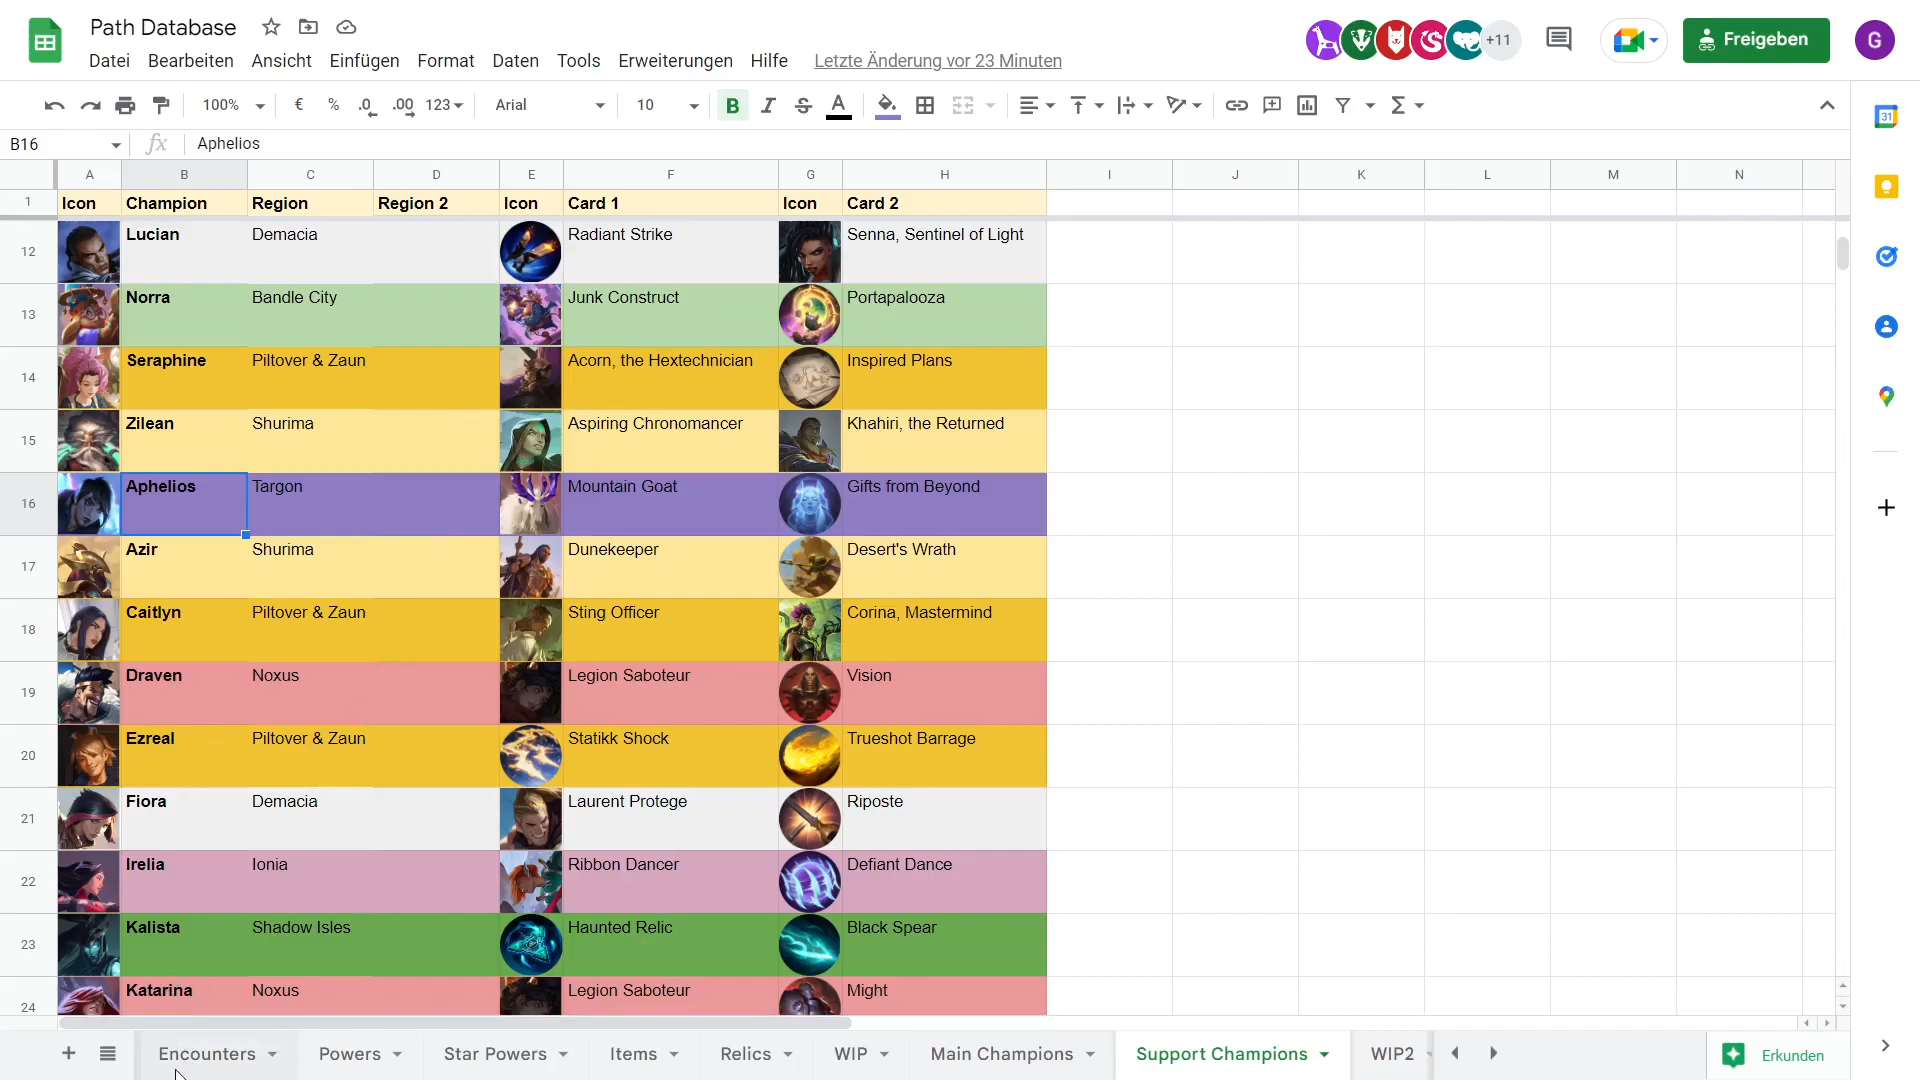 Path Database
+11
Freigeben
G
Datei Bearbeiten Ansicht Einfügen Format Daten Tools Erweiterungen Hilfe Letzte Änderung vor 23 Minuten
100% € % .0 .00 123 Arial 10 B I S A Σ
31
B16 fx Aphelios
A B C D E F G H I J K L M N
1 Icon Champion Region Region 2 Icon Card 1 Icon Card 2
12 Lucian Demacia Radiant Strike Senna, Sentinel of Light
13 Norra Bandle City Junk Construct Portapalooza
14 Seraphine Piltover & Zaun Acorn, the Hextechnician Inspired Plans
15 Zilean Shurima Aspiring Chronomancer Khahiri, the Returned
16 Aphelios Targon Mountain Goat Gifts from Beyond
17 Azir Shurima Dunekeeper Desert's Wrath
18 Caitlyn Piltover & Zaun Sting Officer Corina, Mastermind
19 Draven Noxus Legion Saboteur Vision
20 Ezreal Piltover & Zaun Statikk Shock Trueshot Barrage
21 Fiora Demacia Laurent Protege Riposte
22 Irelia Ionia Ribbon Dancer Defiant Dance
23 Kalista Shadow Isles Haunted Relic Black Spear
24 Katarina Noxus Legion Saboteur Might
Encounters Powers Star Powers Items Relics WIP Main Champions Support Champions WIP2 Erkunden